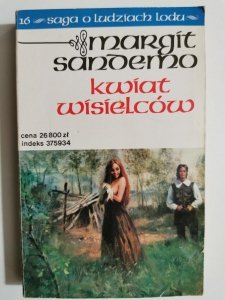 16 saga o ludziach lodu
margit
sandemo
kwiat
wisielców
cena 26 800 zł
indeks 375934